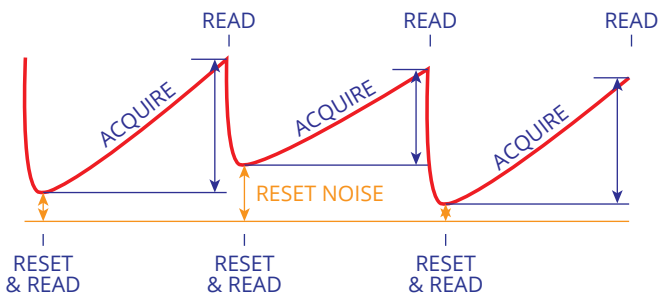 READ
READ
READ
ACQUIRE
ACQUIRE
ACQUIRE
RESET NOISE
RESET
& READ
RESET
& READ
RESET
& READ